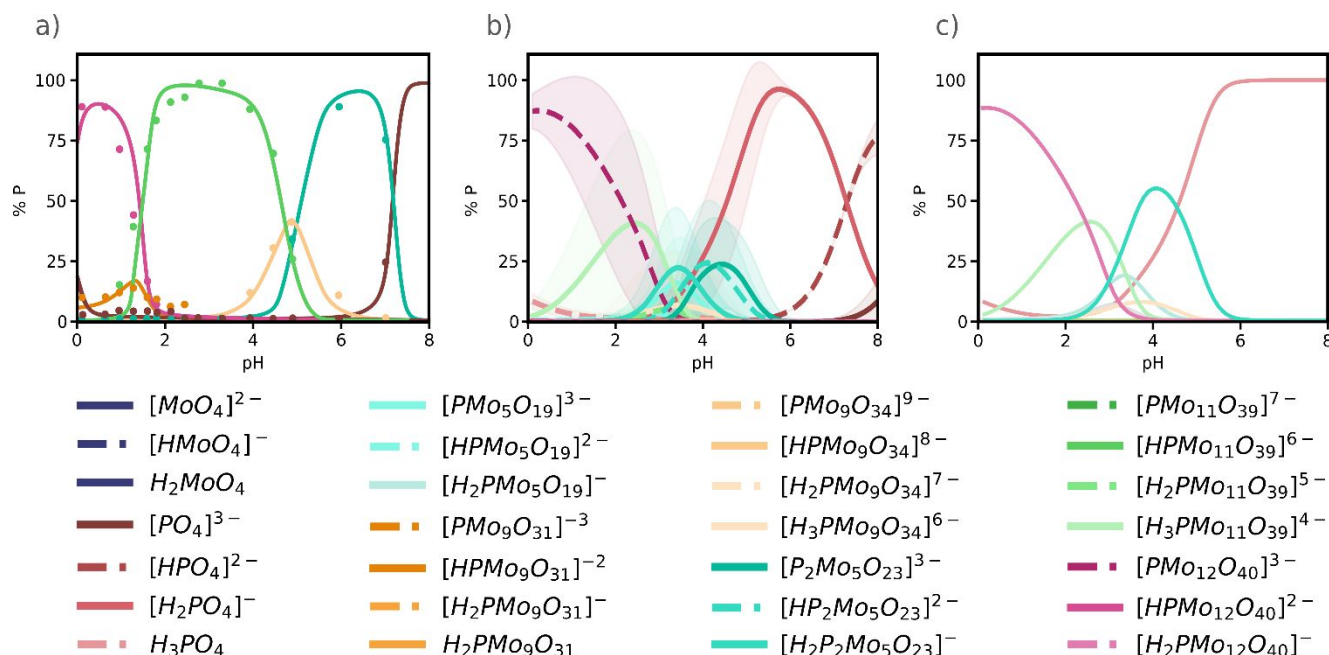 a) b) c)
100 100 100
75 75 75
% P 50 % P 50 % P 50
25 25 25
0 0 0
0 2 4 6 8 0 2 4 6 8 0 2 4 6 8
pH pH pH
[MoO₄]²⁻ [PMo₅O₁₉]³⁻ [PMo₉O₃₄]⁹⁻ [PMo₁₁O₃₉]⁷⁻
[HMoO₄]⁻ [HPMo₅O₁₉]²⁻ [HPMo₉O₃₄]⁸⁻ [HPMo₁₁O₃₉]⁶⁻
H₂MoO₄ [H₂PMo₅O₁₉]⁻ [H₂PMo₉O₃₄]⁷⁻ [H₂PMo₁₁O₃₉]⁵⁻
[PO₄]³⁻ [PMo₉O₃₁]⁻³ [H₃PMo₉O₃₄]⁶⁻ [H₃PMo₁₁O₃₉]⁴⁻
[HPO₄]²⁻ [HPMo₉O₃₁]⁻² [P₂Mo₅O₂₃]³⁻ [PMo₁₂O₄₀]³⁻
[H₂PO₄]⁻ [H₂PMo₉O₃₁]⁻ [HP₂Mo₅O₂₃]²⁻ [HPMo₁₂O₄₀]²⁻
H₃PO₄ H₂PMo₉O₃₁ [H₂P₂Mo₅O₂₃]⁻ [H₂PMo₁₂O₄₀]⁻